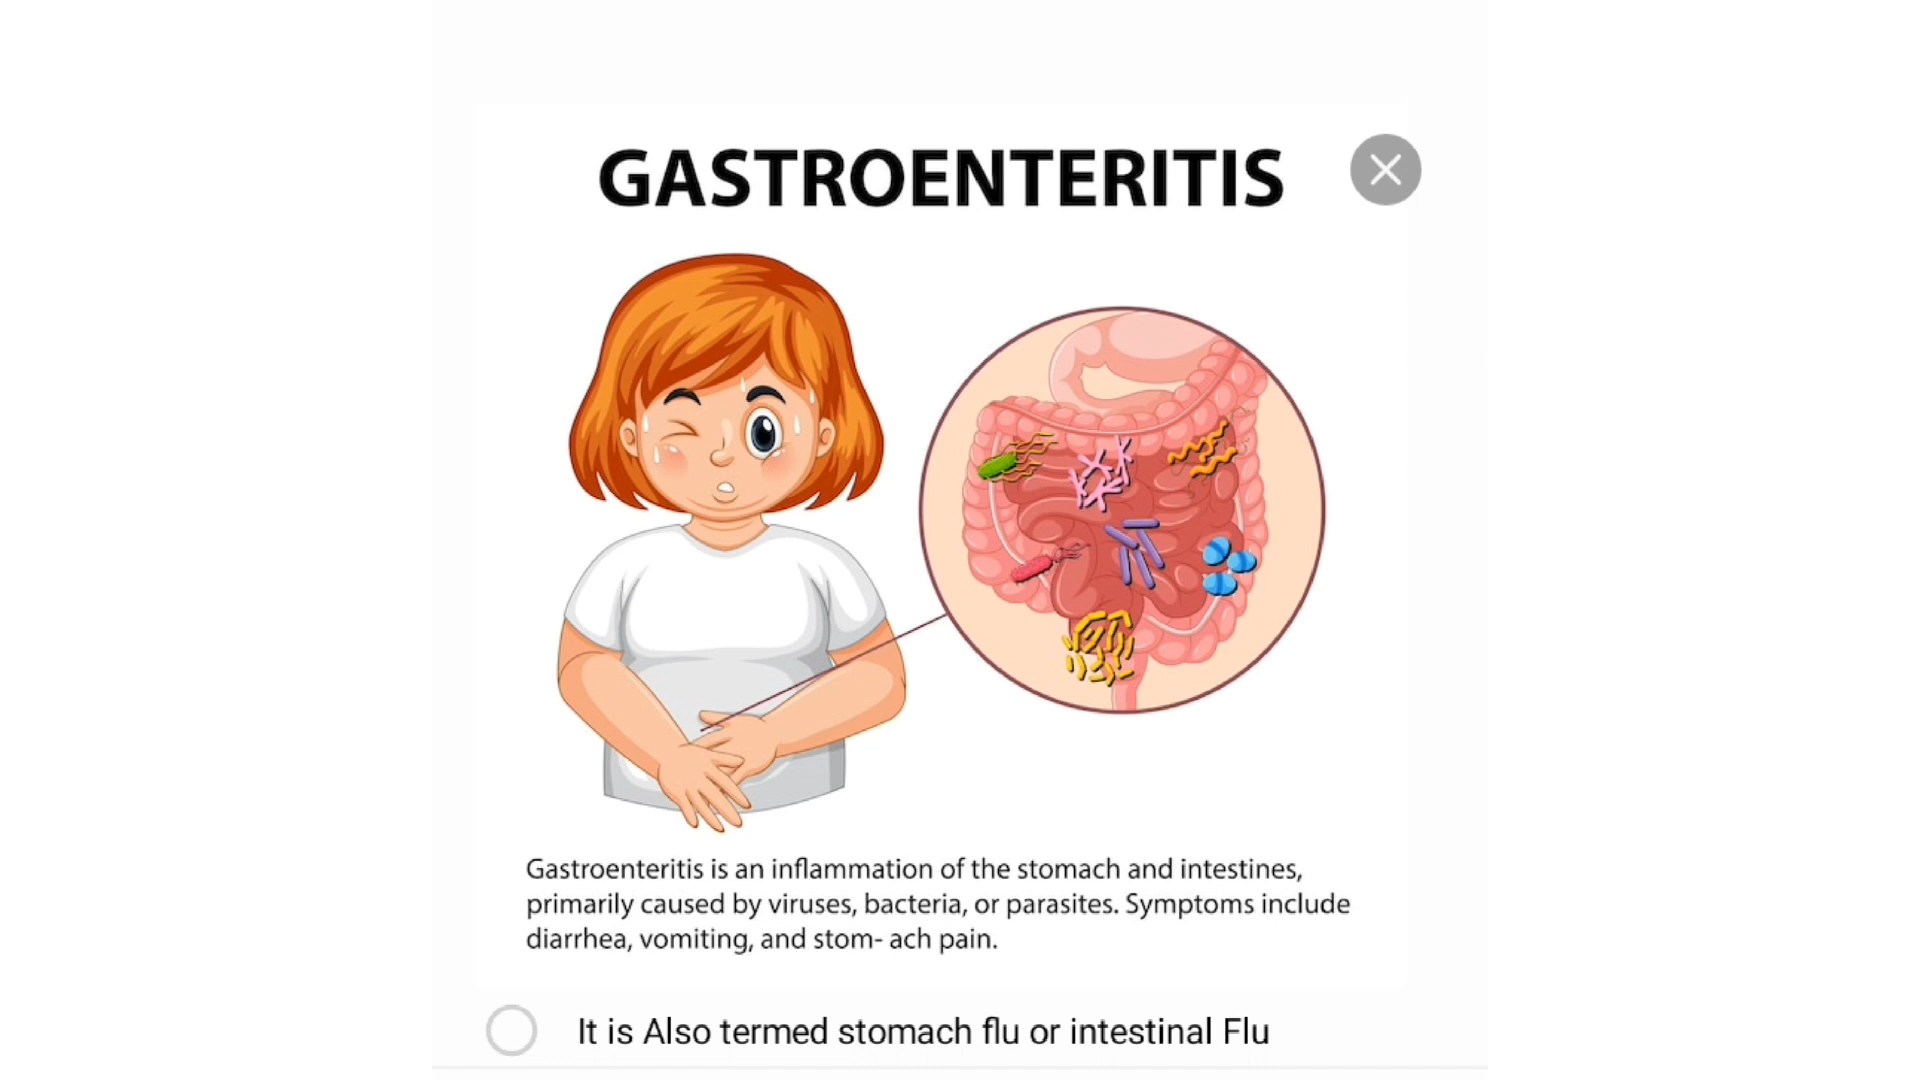 GASTROENTERITIS
Gastroenteritis is an inflammation of the stomach and intestines,
primarily caused by viruses, bacteria, or parasites. Symptoms include
diarrhea, vomiting, and stom- ach pain.
It is Also termed stomach flu or intestinal Flu